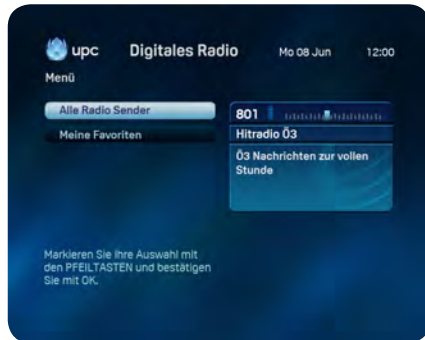 upc Digitales Radio Mo 08 Jun 12:00
Menü
Alle Radio Sender
Meine Favoriten
801
Hitradio Ö3
Ö3 Nachrichten zur vollen
Stunde
Markieren Sie Ihre Auswahl mit
den PFEILTASTEN und bestätigen
Sie mit OK.